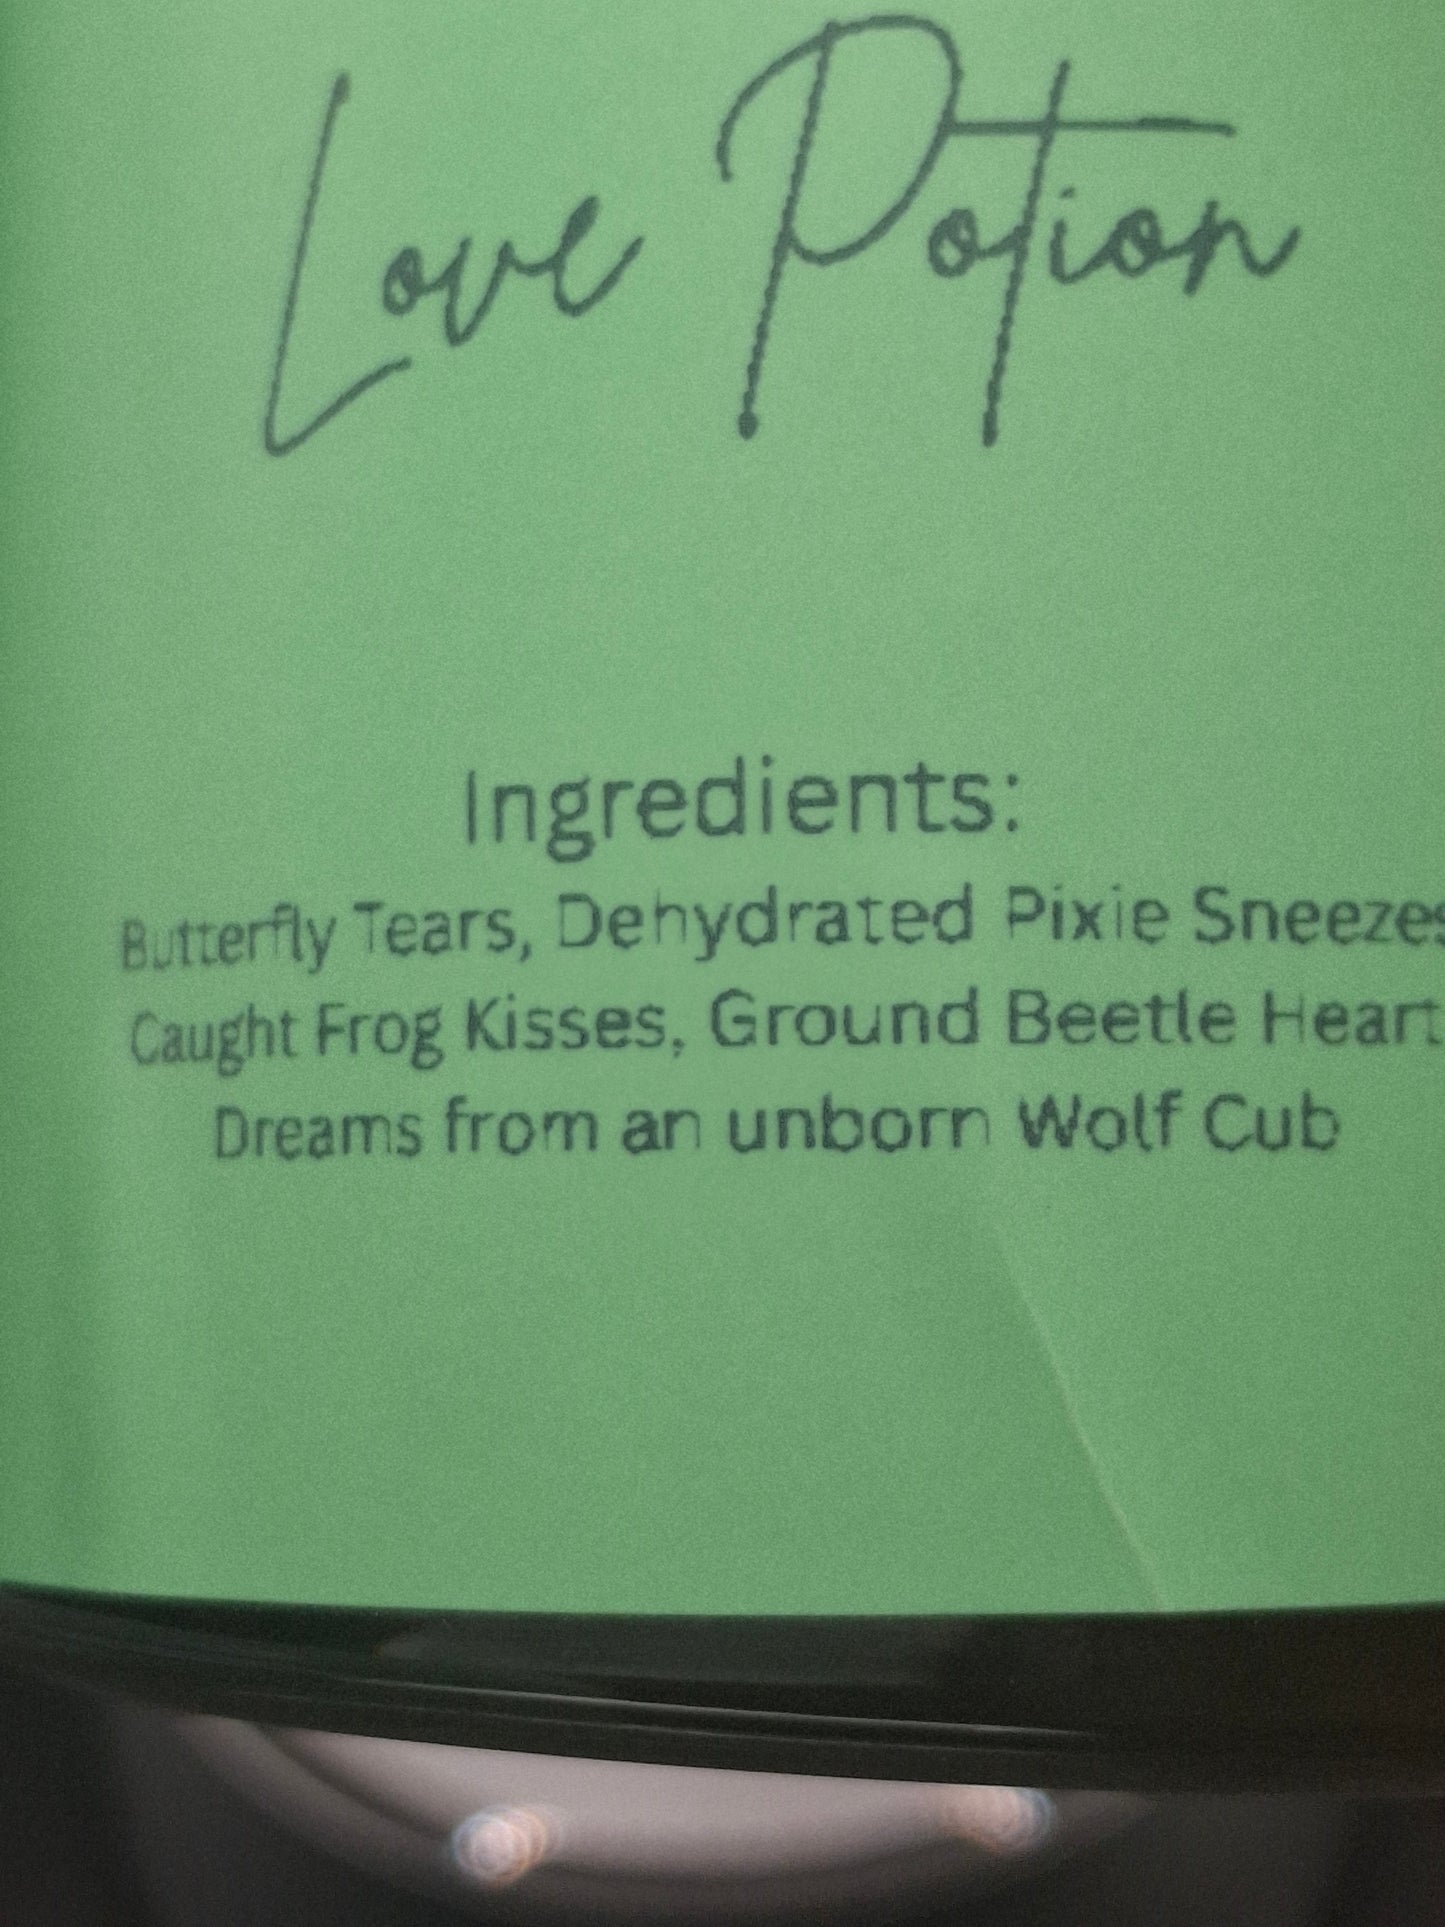 Love Potion
Ingredients:
Butterfly Tears, Dehydrated Pixie Sneezes
Caught Frog Kisses, Ground Beetle Heart
Dreams from an unborn Wolf Cub